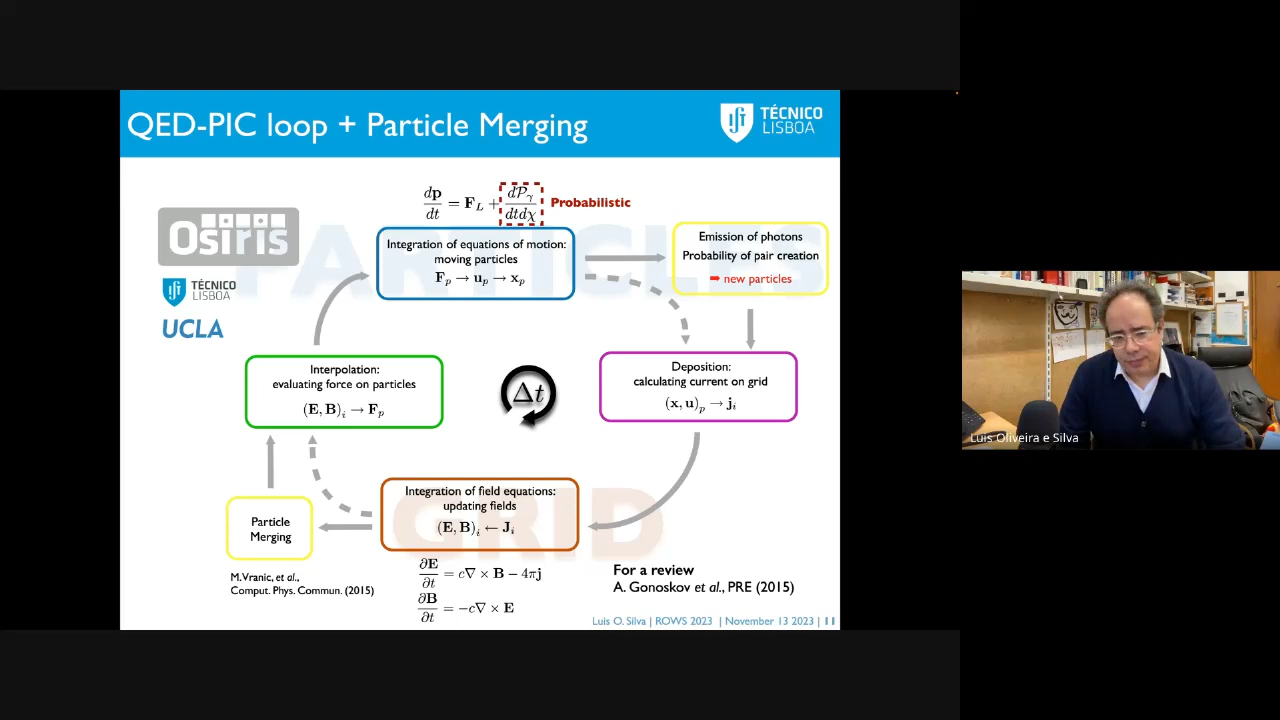 QED-PIC loop + Particle Merging
TÉCNICO
LISBOA
PARTICLES
dp/dt = F_L + dP_γ/dtdχ Probabilistic
Osiris
TÉCNICO
LISBOA
UCLA
Integration of equations of motion:
moving particles
F_p → u_p → x_p
Emission of photons
Probability of pair creation
➡ new particles
Interpolation:
evaluating force on particles
(E, B)_i → F_p
Δt
Deposition:
calculating current on grid
(x, u)_p → j_i
GRID
Integration of field equations:
updating fields
(E, B)_i ← J_i
Particle
Merging
M. Vranic, et al.,
Comput. Phys. Commun. (2015)
∂E/∂t = c∇ × B − 4πj
∂B/∂t = −c∇ × E
For a review
A. Gonoskov et al., PRE (2015)
Luis O. Silva | ROWS 2023 | November 13 2023 | 11
Luis Oliveira e Silva